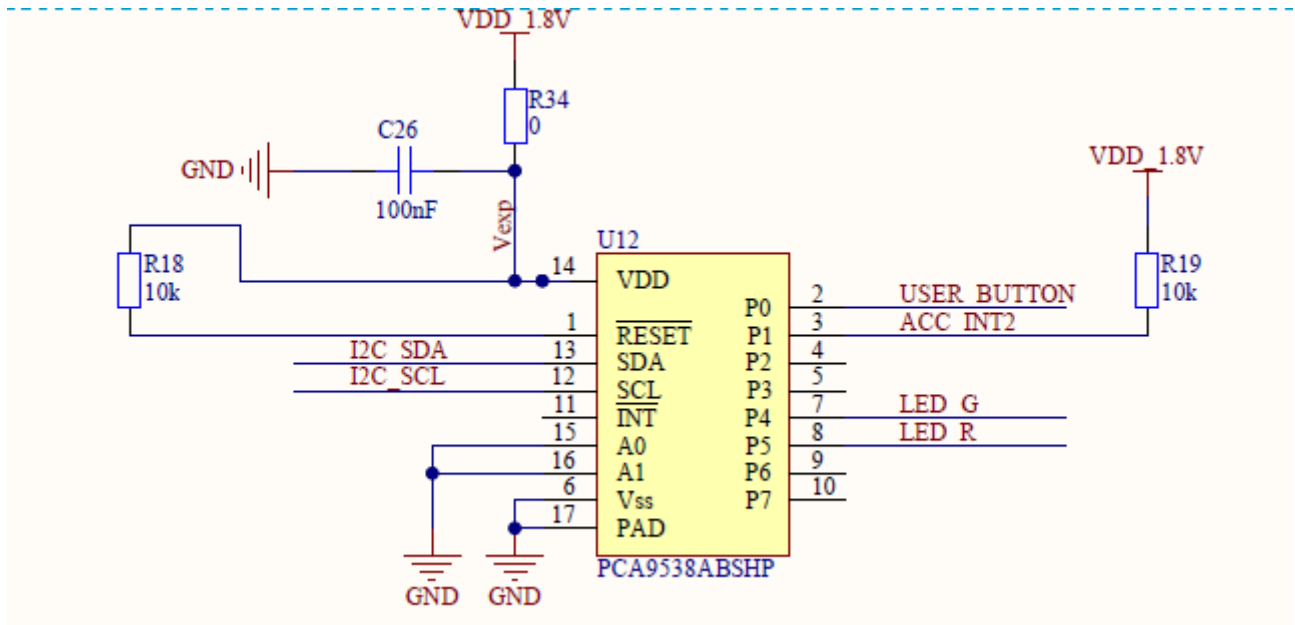 VDD_1.8V
R34
0
C26
GND
100nF
Vexp
VDD_1.8V
R18
10k
R19
10k
U12
14
VDD
1
RESET
13
SDA
12
SCL
11
INT
15
A0
16
A1
6
Vss
17
PAD
P0
2
USER_BUTTON
P1
3
ACC_INT2
P2
4
P3
5
P4
7
LED_G
P5
8
LED_R
P6
9
P7
10
PCA9538ABSHP
GND
GND